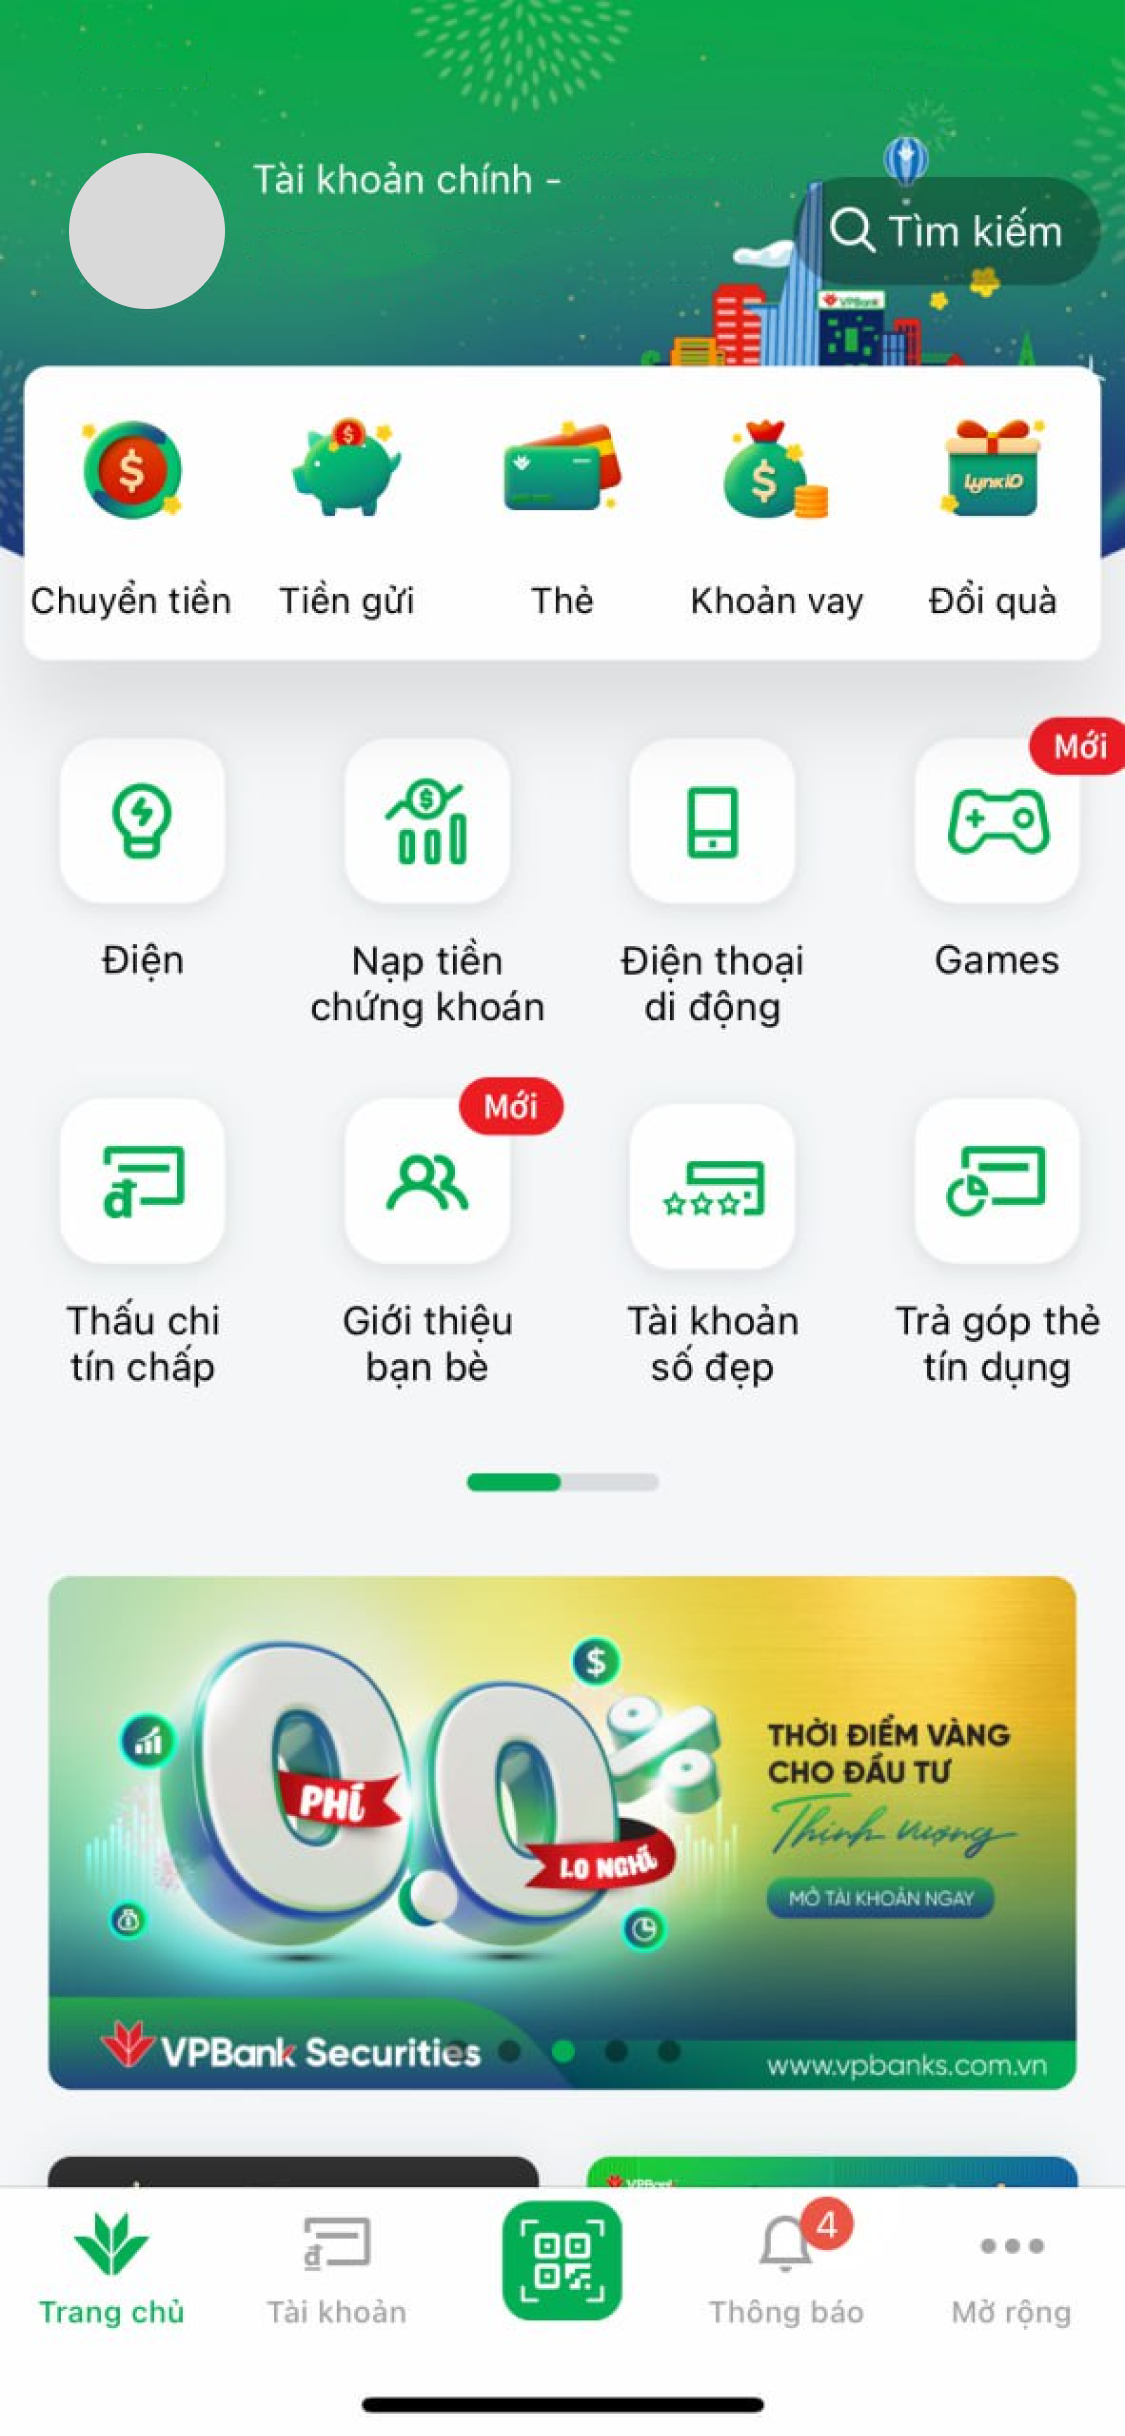 Tài khoản chính -
Tìm kiếm
VPBank
$
$
$
LynkiD
Chuyển tiền
Tiền gửi
Thẻ
Khoản vay
Đổi quà
Mới
$
Điện
Nạp tiền
chứng khoán
Điện thoại
di động
Games
Mới
đ
Thấu chi
tín chấp
Giới thiệu
bạn bè
Tài khoản
số đẹp
Trả góp thẻ
tín dụng
$
0.0%
PHÍ
LO NGHĨ
THỜI ĐIỂM VÀNG
CHO ĐẦU TƯ
Thịnh vượng
MỞ TÀI KHOẢN NGAY
VPBank Securities
www.vpbanks.com.vn
VPBank
đ
4
Trang chủ
Tài khoản
Thông báo
Mở rộng